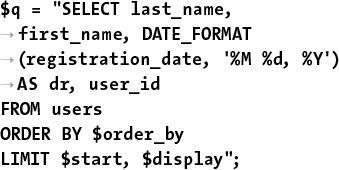 $q = "SELECT last_name,
→first_name, DATE_FORMAT
→(registration_date, '%M %d, %Y')
→AS dr, user_id
FROM users
ORDER BY $order_by
LIMIT $start, $display";